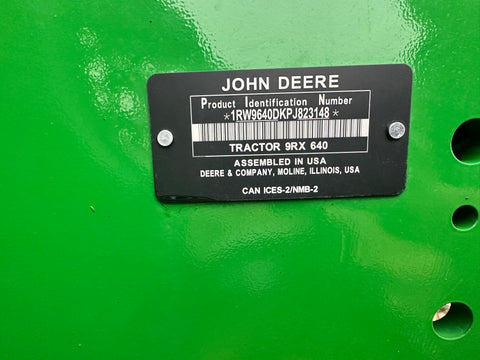 JOHN DEERE
Product Identification Number
*1RW9640DKPJ823148*
TRACTOR 9RX 640
ASSEMBLED IN USA
DEERE & COMPANY, MOLINE, ILLINOIS, USA
CAN ICES-2/NMB-2